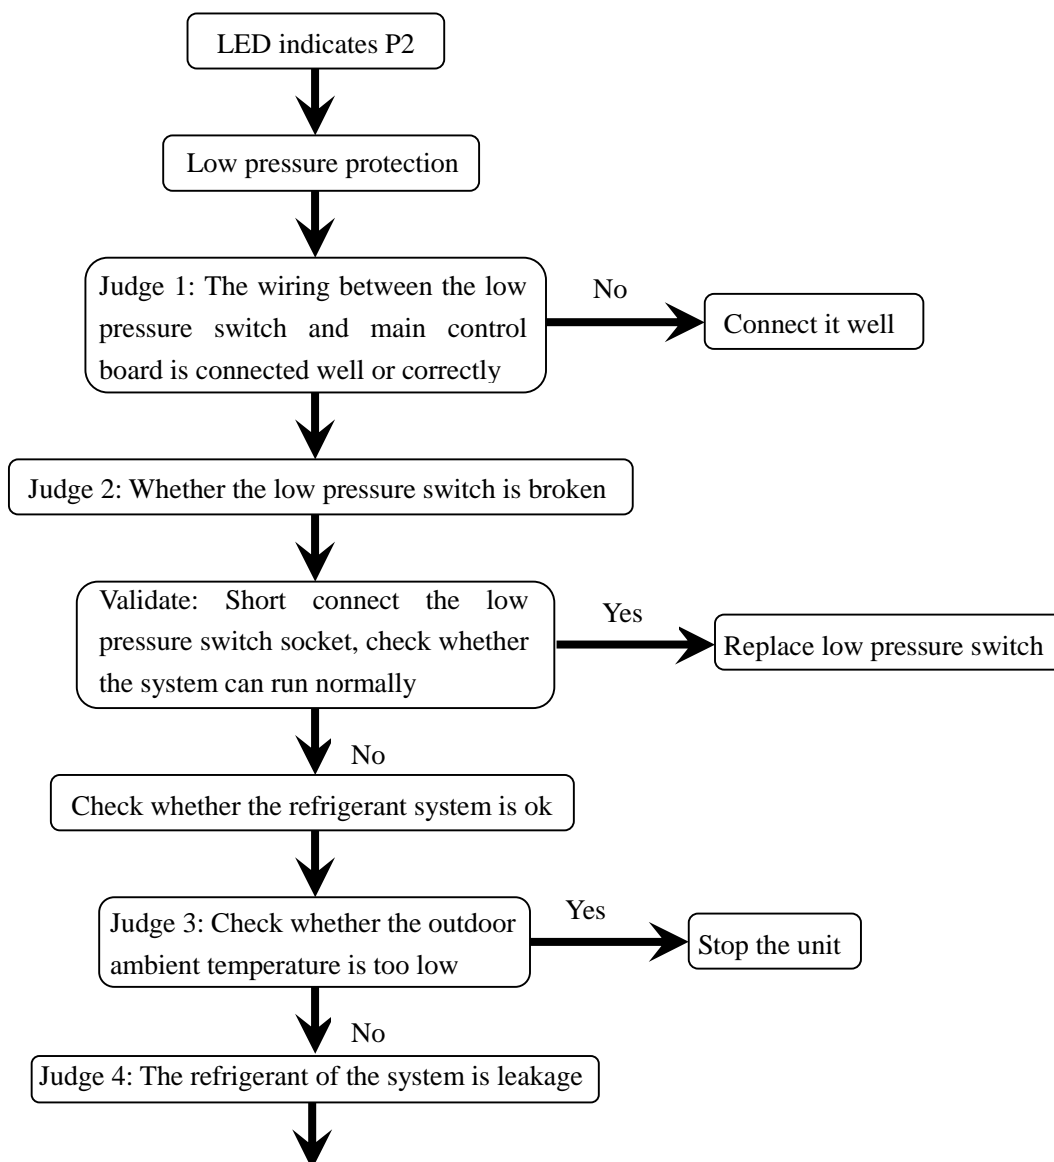 LED indicates P2
Low pressure protection
Judge 1: The wiring between the low
pressure switch and main control
board is connected well or correctly
No
Connect it well
Judge 2: Whether the low pressure switch is broken
Validate: Short connect the low
pressure switch socket, check whether
the system can run normally
Yes
Replace low pressure switch
No
Check whether the refrigerant system is ok
Judge 3: Check whether the outdoor
ambient temperature is too low
Yes
Stop the unit
No
Judge 4: The refrigerant of the system is leakage